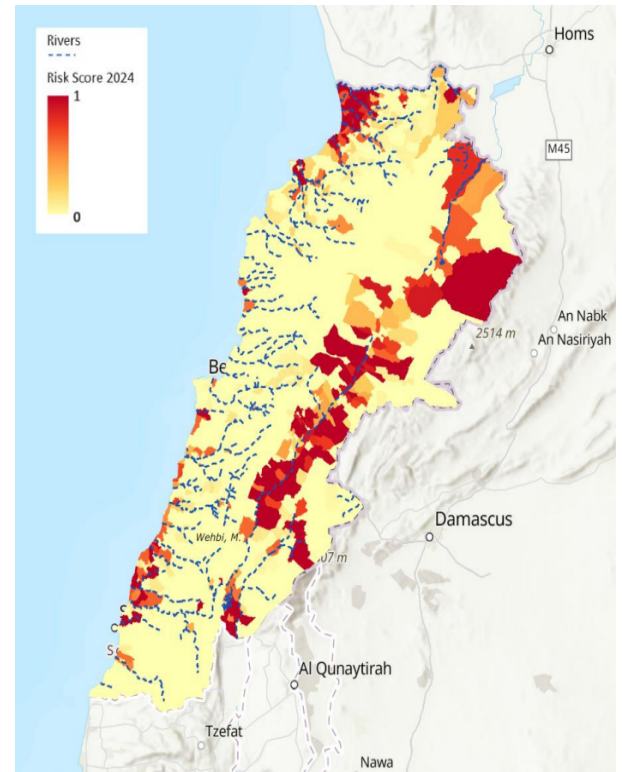 Rivers
Risk Score 2024
1
0
Homs
M45
An Nabk
2514 m
An Nasiriyah
Be
Wehbi, M.
Damascus
07 m
S
S
Al Qunaytirah
Tzefat
Nawa